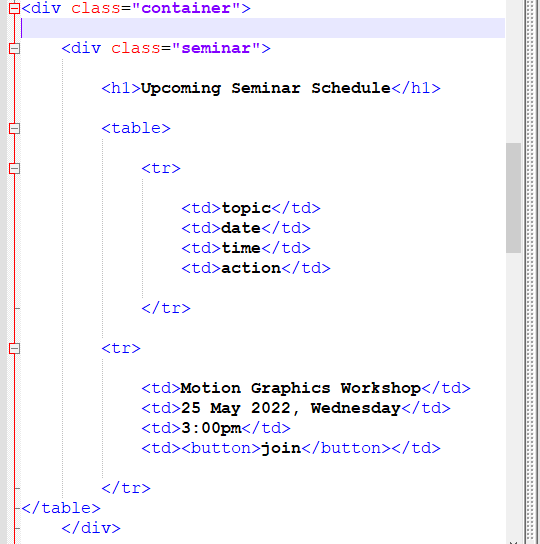 <div class="container">
<div class="seminar">
<h1>Upcoming Seminar Schedule</h1>
<table>
<tr>
<td>topic</td>
<td>date</td>
<td>time</td>
<td>action</td>
</tr>
<tr>
<td>Motion Graphics Workshop</td>
<td>25 May 2022, Wednesday</td>
<td>3:00pm</td>
<td><button>join</button></td>
</tr>
</table>
</div>